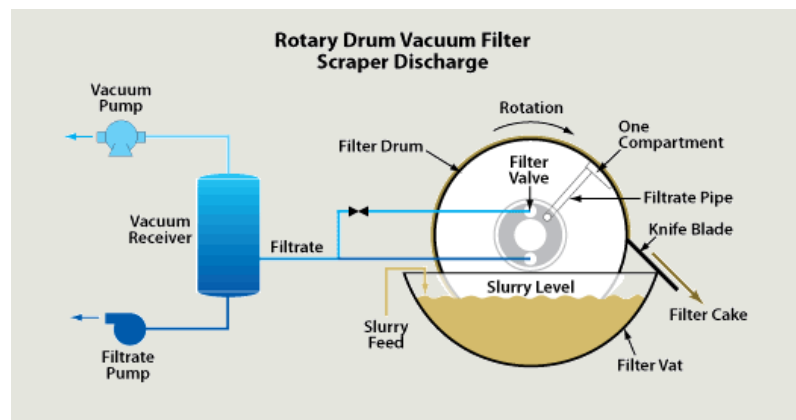 Rotary Drum Vacuum Filter
Scraper Discharge
Vacuum
Pump
Rotation
One
Compartment
Filter Drum
Filter
Valve
Filtrate Pipe
Vacuum
Receiver
Filtrate
Knife Blade
Slurry Level
Slurry
Feed
Filter Cake
Filtrate
Pump
Filter Vat